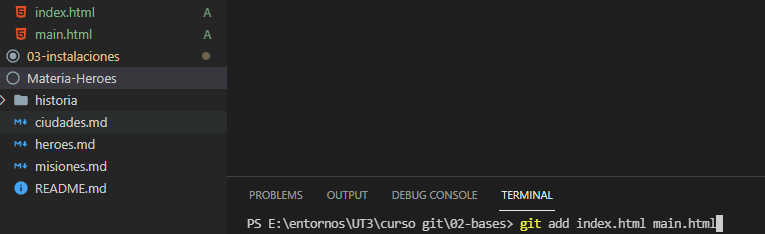 index.html A
main.html A
03-instalaciones
Materia-Heroes
historia
ciudades.md
heroes.md
misiones.md
README.md
PROBLEMS OUTPUT DEBUG CONSOLE TERMINAL
PS E:\entornos\UT3\curso git\02-bases> git add index.html main.html